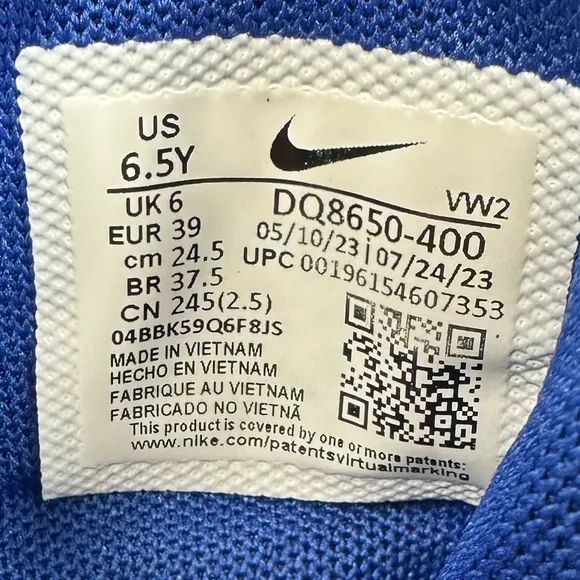 US
6.5Y
UK 6
EUR 39
cm 24.5
BR 37.5
CN 245(2.5)
04BBK59Q6F8JS
MADE IN VIETNAM
HECHO EN VIETNAM
FABRIQUE AU VIETNAM
FABRICADO NO VIETNÃ
VW2
DQ8650-400
05/10/23|07/24/23
UPC 00196154607353
This product is covered by one or more patents:
www.nike.com/patentsvirtualmarking